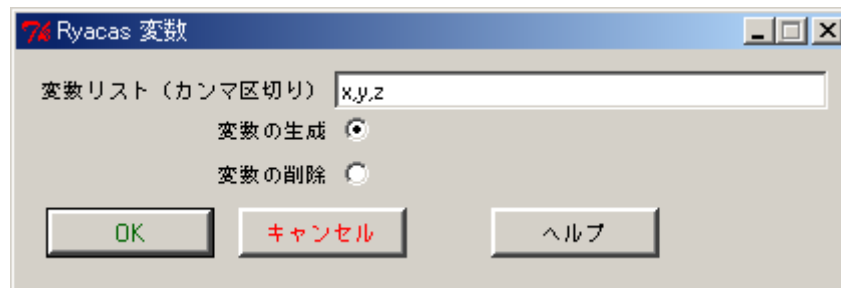 Ryacas 変数
変数リスト（カンマ区切り） x,y,z
変数の生成
変数の削除
OK キャンセル ヘルプ